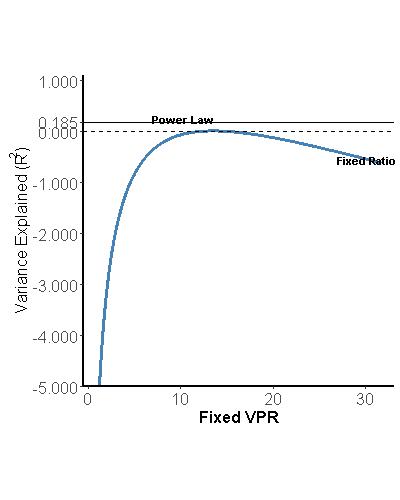 1.000
0.185
0.000
-1.000
-2.000
-3.000
-4.000
-5.000
Variance Explained (R²)
Power Law
Fixed Ratio
0 10 20 30
Fixed VPR